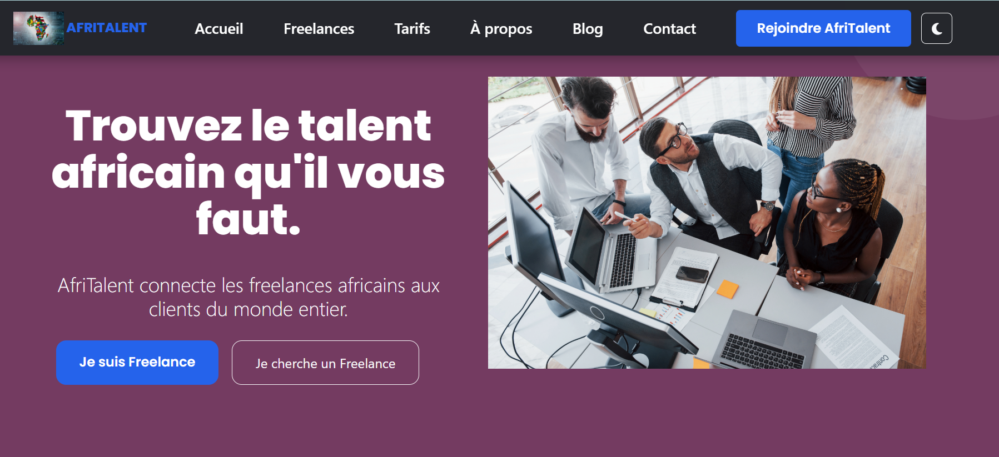 AFRITALENT
Accueil
Freelances
Tarifs
À propos
Blog
Contact
Rejoindre AfriTalent
Trouvez le talent
africain qu'il vous
faut.
AfriTalent connecte les freelances africains aux
clients du monde entier.
Je suis Freelance
Je cherche un Freelance